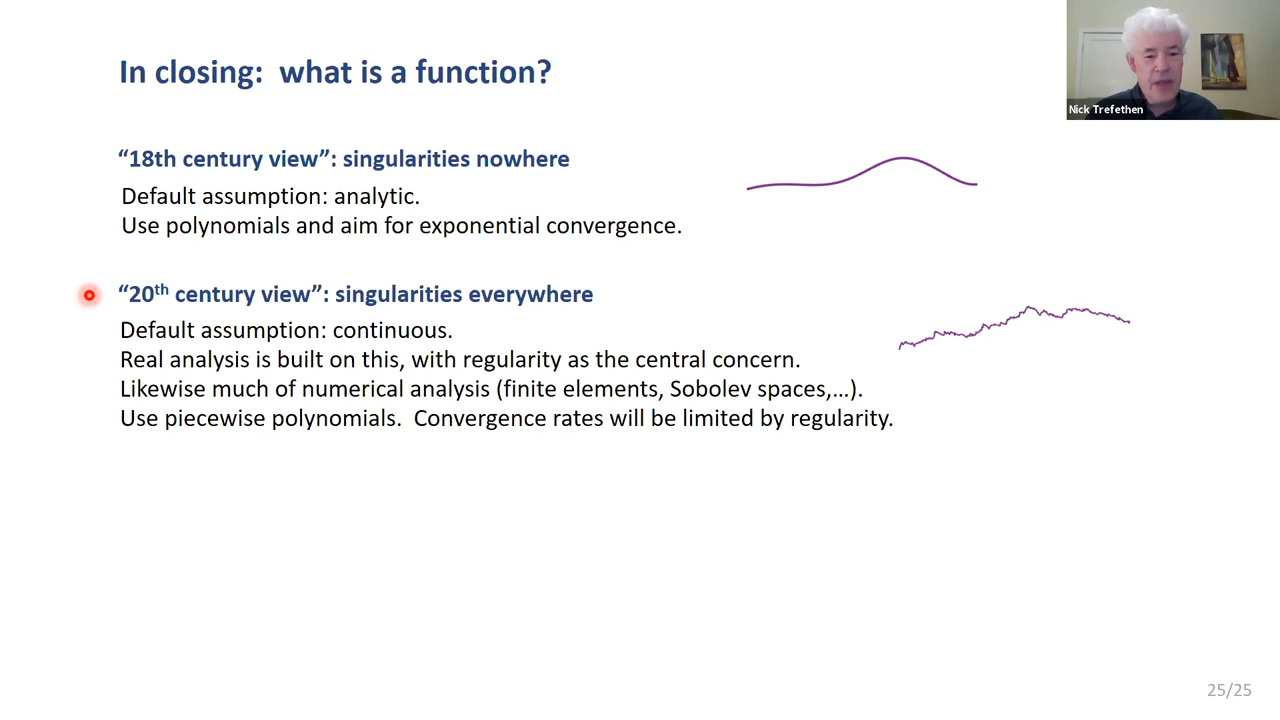 In closing: what is a function?
Nick Trefethen
“18th century view”: singularities nowhere
Default assumption: analytic.
Use polynomials and aim for exponential convergence.
“20th century view”: singularities everywhere
Default assumption: continuous.
Real analysis is built on this, with regularity as the central concern.
Likewise much of numerical analysis (finite elements, Sobolev spaces,…).
Use piecewise polynomials.  Convergence rates will be limited by regularity.
25/25